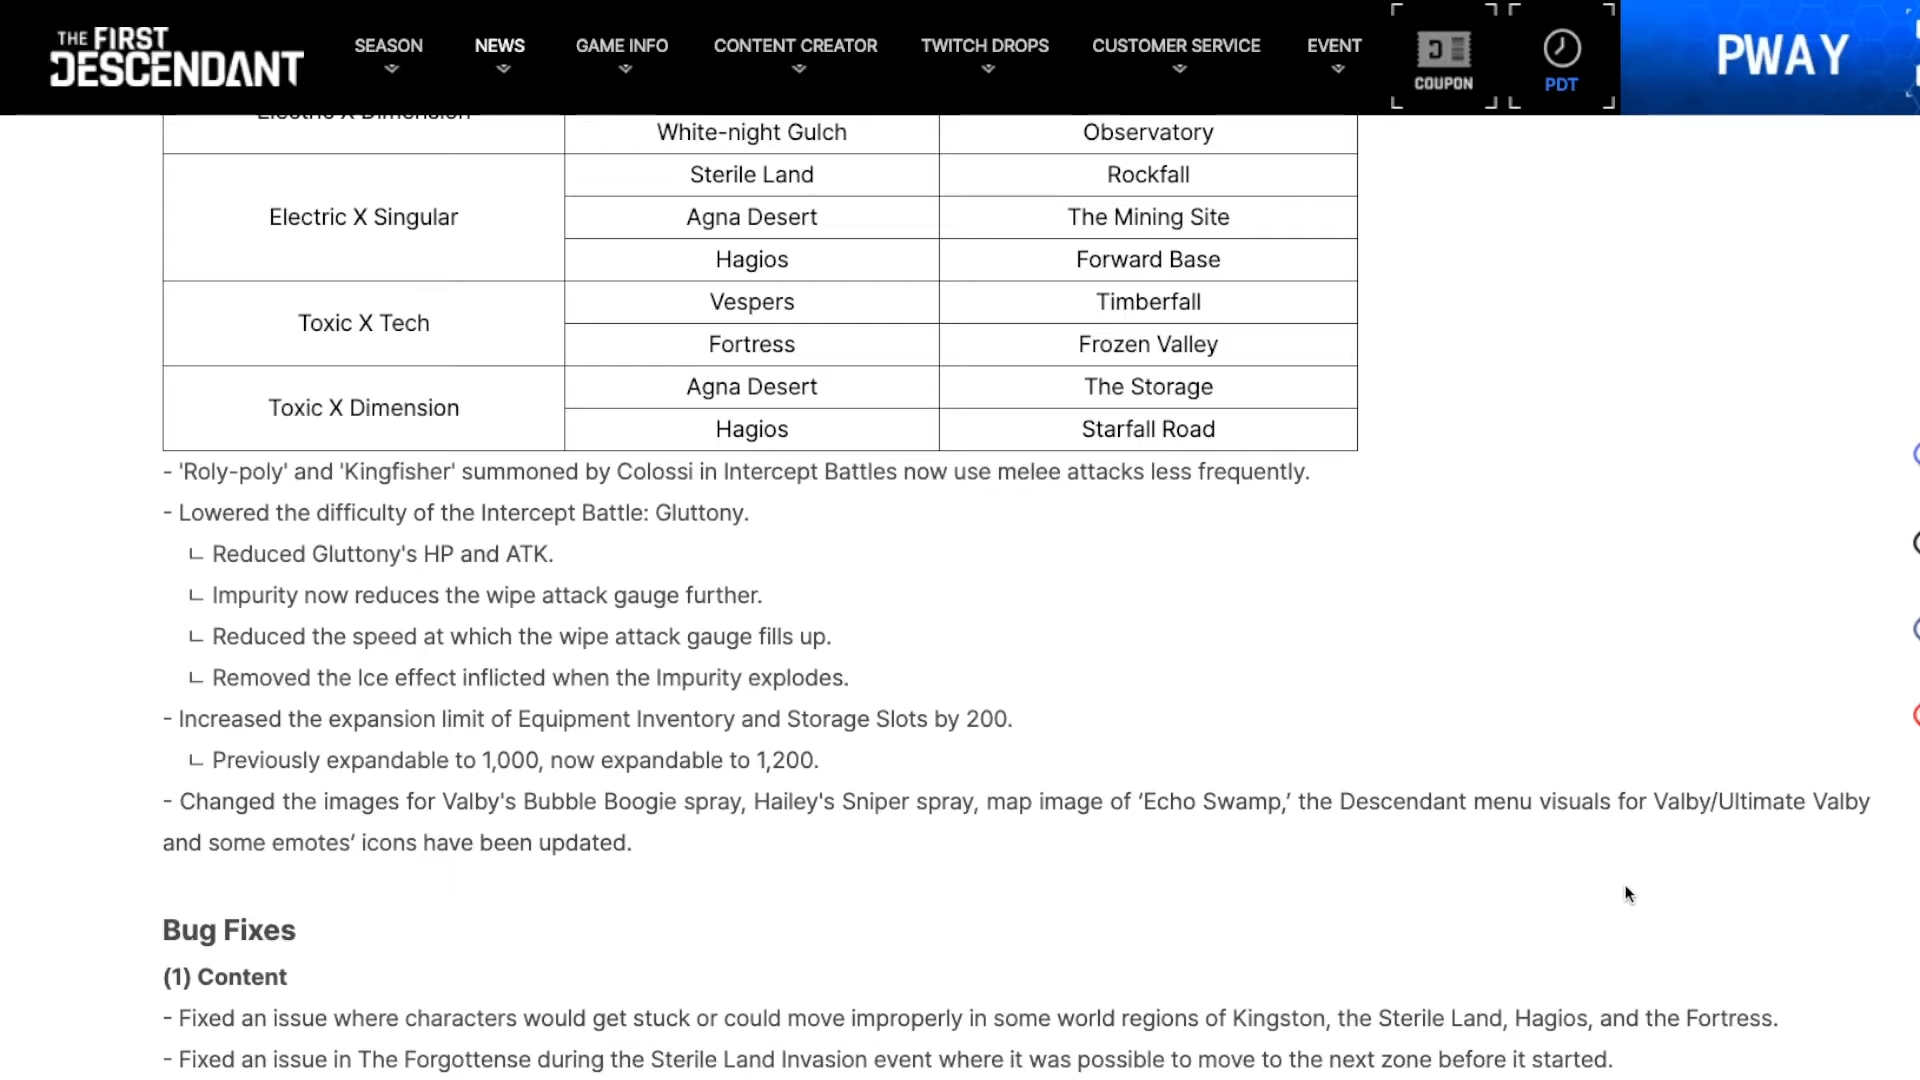 THE FIRST
DESCENDANT
SEASON
NEWS
GAME INFO
CONTENT CREATOR
TWITCH DROPS
CUSTOMER SERVICE
EVENT
COUPON
PDT
PWAY
Electric X Dimension
White-night Gulch
Observatory
Electric X Singular
Sterile Land
Rockfall
Agna Desert
The Mining Site
Hagios
Forward Base
Toxic X Tech
Vespers
Timberfall
Fortress
Frozen Valley
Toxic X Dimension
Agna Desert
The Storage
Hagios
Starfall Road
- 'Roly-poly' and 'Kingfisher' summoned by Colossi in Intercept Battles now use melee attacks less frequently.
- Lowered the difficulty of the Intercept Battle: Gluttony.
ㄴ Reduced Gluttony's HP and ATK.
ㄴ Impurity now reduces the wipe attack gauge further.
ㄴ Reduced the speed at which the wipe attack gauge fills up.
ㄴ Removed the Ice effect inflicted when the Impurity explodes.
- Increased the expansion limit of Equipment Inventory and Storage Slots by 200.
ㄴ Previously expandable to 1,000, now expandable to 1,200.
- Changed the images for Valby's Bubble Boogie spray, Hailey's Sniper spray, map image of ‘Echo Swamp,’ the Descendant menu visuals for Valby/Ultimate Valby
and some emotes’ icons have been updated.
Bug Fixes
(1) Content
- Fixed an issue where characters would get stuck or could move improperly in some world regions of Kingston, the Sterile Land, Hagios, and the Fortress.
- Fixed an issue in The Forgottense during the Sterile Land Invasion event where it was possible to move to the next zone before it started.